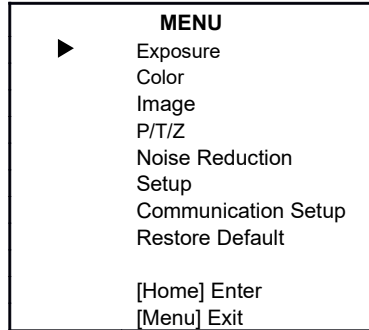 MENU
Exposure
Color
Image
P/T/Z
Noise Reduction
Setup
Communication Setup
Restore Default
[Home] Enter
[Menu] Exit